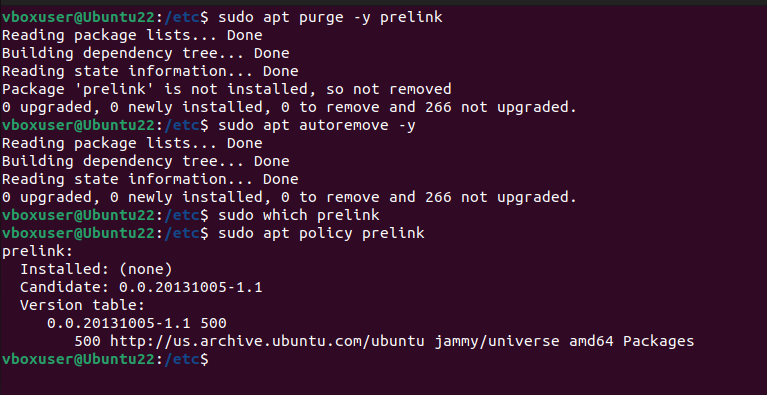 vboxuser@Ubuntu22:/etc$ sudo apt purge -y prelink
Reading package lists... Done
Building dependency tree... Done
Reading state information... Done
Package 'prelink' is not installed, so not removed
0 upgraded, 0 newly installed, 0 to remove and 266 not upgraded.
vboxuser@Ubuntu22:/etc$ sudo apt autoremove -y
Reading package lists... Done
Building dependency tree... Done
Reading state information... Done
0 upgraded, 0 newly installed, 0 to remove and 266 not upgraded.
vboxuser@Ubuntu22:/etc$ sudo which prelink
vboxuser@Ubuntu22:/etc$ sudo apt policy prelink
prelink:
  Installed: (none)
  Candidate: 0.0.20131005-1.1
  Version table:
     0.0.20131005-1.1 500
        500 http://us.archive.ubuntu.com/ubuntu jammy/universe amd64 Packages
vboxuser@Ubuntu22:/etc$